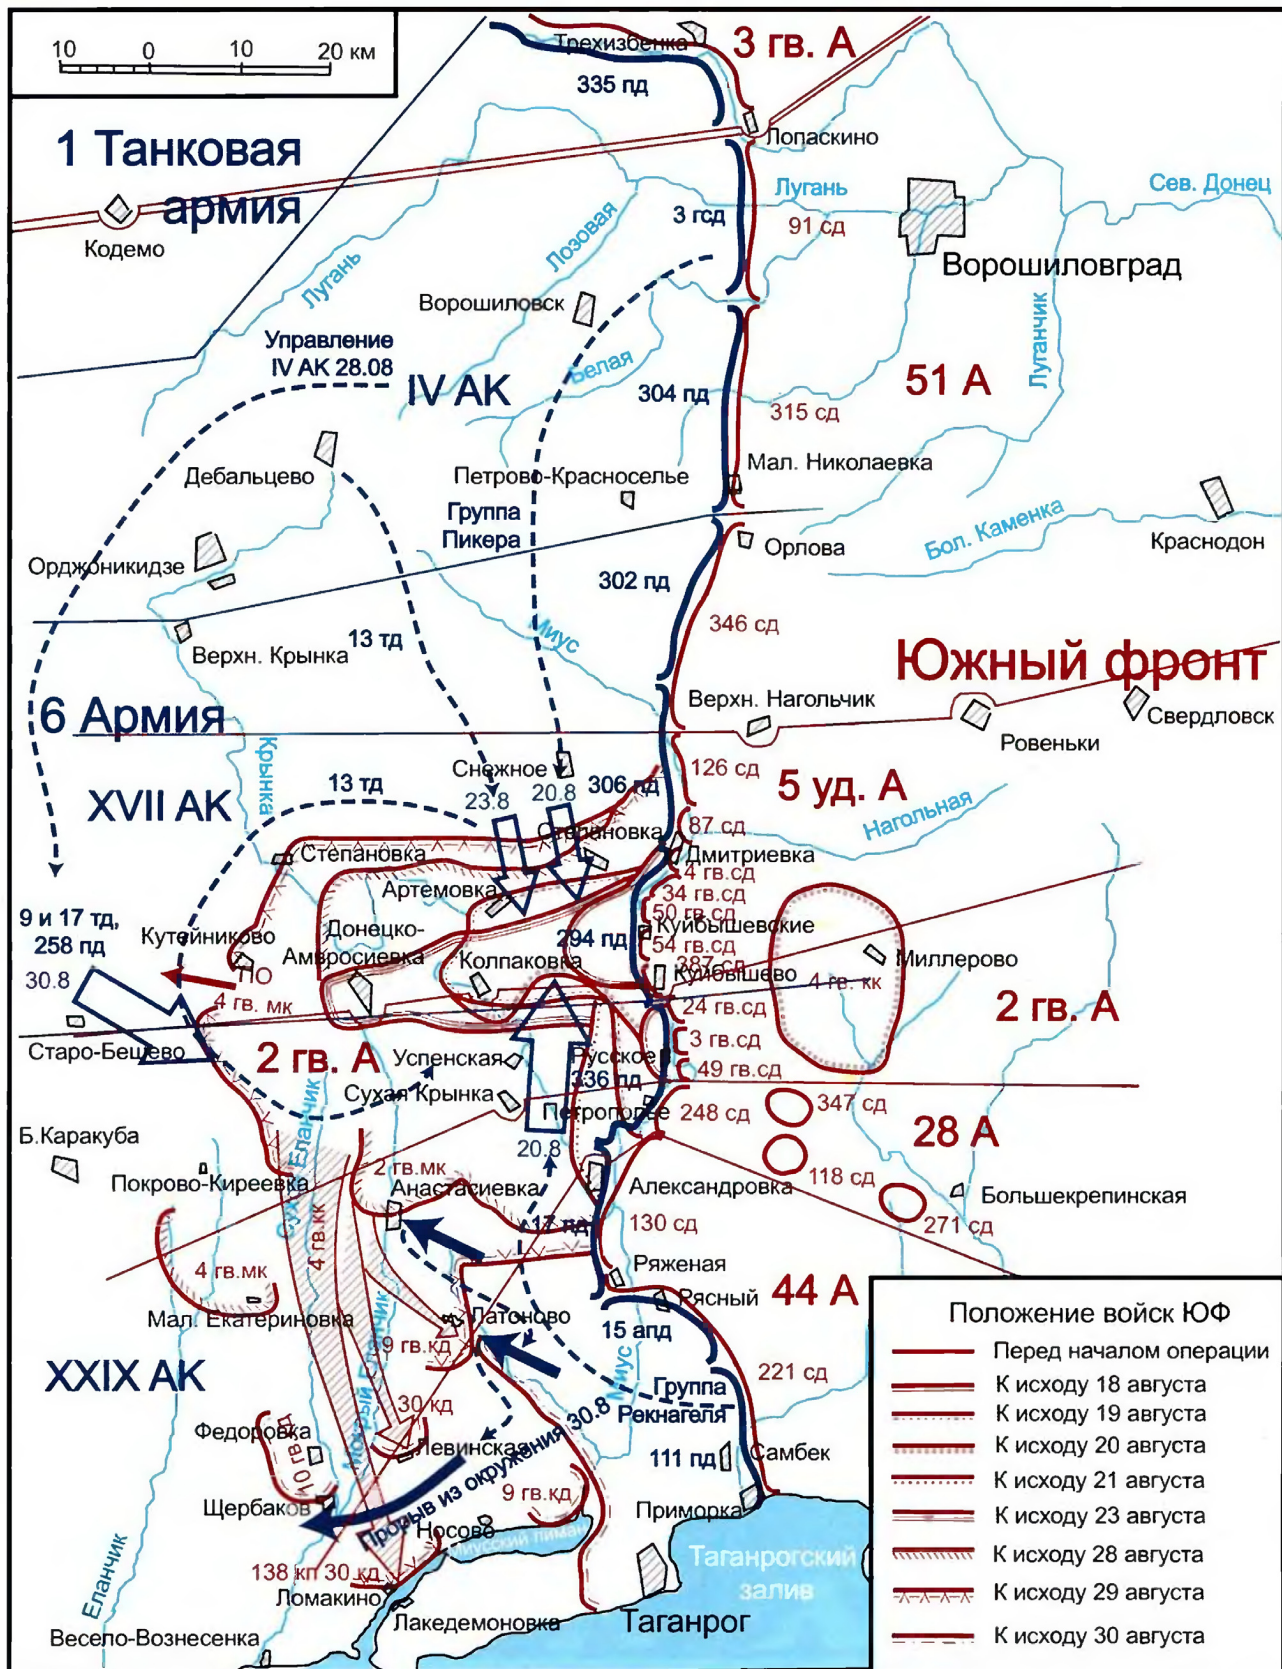 10 0 10 20 км
Трехизбенка
3 гв. А
335 пд
Лопаскино
1 Танковая
армия
Кодемо
Лугань
Сев. Донец
3 гсд
91 сд
Лозовая
Лугань
Ворошиловград
Ворошиловск
Луганчик
Управление
IV АК 28.08
IV АК
Белая
304 пд
51 А
315 сд
Дебальцево
Петрово-Красноселье
Мал. Николаевка
Группа
Пикера
Орлова
Бол. Каменка
Краснодон
Орджоникидзе
302 пд
346 сд
Миус
13 тд
Верхн. Крынка
Южный фронт
6 Армия
Верхн. Нагольчик
Ровеньки
Свердловск
Крынка
Снежное
126 сд
5 уд. А
XVII АК
13 тд
23.8
20.8
306 пд
Нагольная
Степановка
Степановка
87 сд
Дмитриевка
4 гв.сд
Артемовка
34 гв.сд
50 гв.сд
9 и 17 тд,
258 пд
Кутейниково
Донецко-
Амвросиевка
294 пд
Куйбышевские
54 гв.сд
387 сд
Колпаковка
Куйбышево
Миллерово
30.8
ПО
4 гв. мк
4 гв. кк
24 гв.сд
2 гв. А
Старо-Бешево
2 гв. А
Успенская
Русское
3 гв.сд
336 пд
49 гв.сд
Сухая Крынка
Петрополье
248 сд
347 сд
28 А
20.8
Б.Каракуба
Сух. Еланчик
2 гв.мк
118 сд
Покрово-Киреевка
Анастасиевка
Александровка
Большекрепинская
17 пд
130 сд
271 сд
4 гв.кк
4 гв.мк
Ряженая
Мал. Екатериновка
Рясный
44 А
Латоново
15 апд
XXIX АК
9 гв.кд
Миус
221 сд
Группа
Рекнагеля
30 кд
Мокрый Еланчик
Федоровка
10 гв.кд
Левинская
111 пд
Самбек
Прорыв из окружения 30.8
9 гв.кд
Щербаков
Приморка
Носово
Миусский лиман
Таганрогский
залив
138 кп 30 кд
Ломакино
Еланчик
Лакедемоновка
Таганрог
Весело-Вознесенка
Положение войск ЮФ
Перед началом операции
К исходу 18 августа
К исходу 19 августа
К исходу 20 августа
К исходу 21 августа
К исходу 23 августа
К исходу 28 августа
К исходу 29 августа
К исходу 30 августа